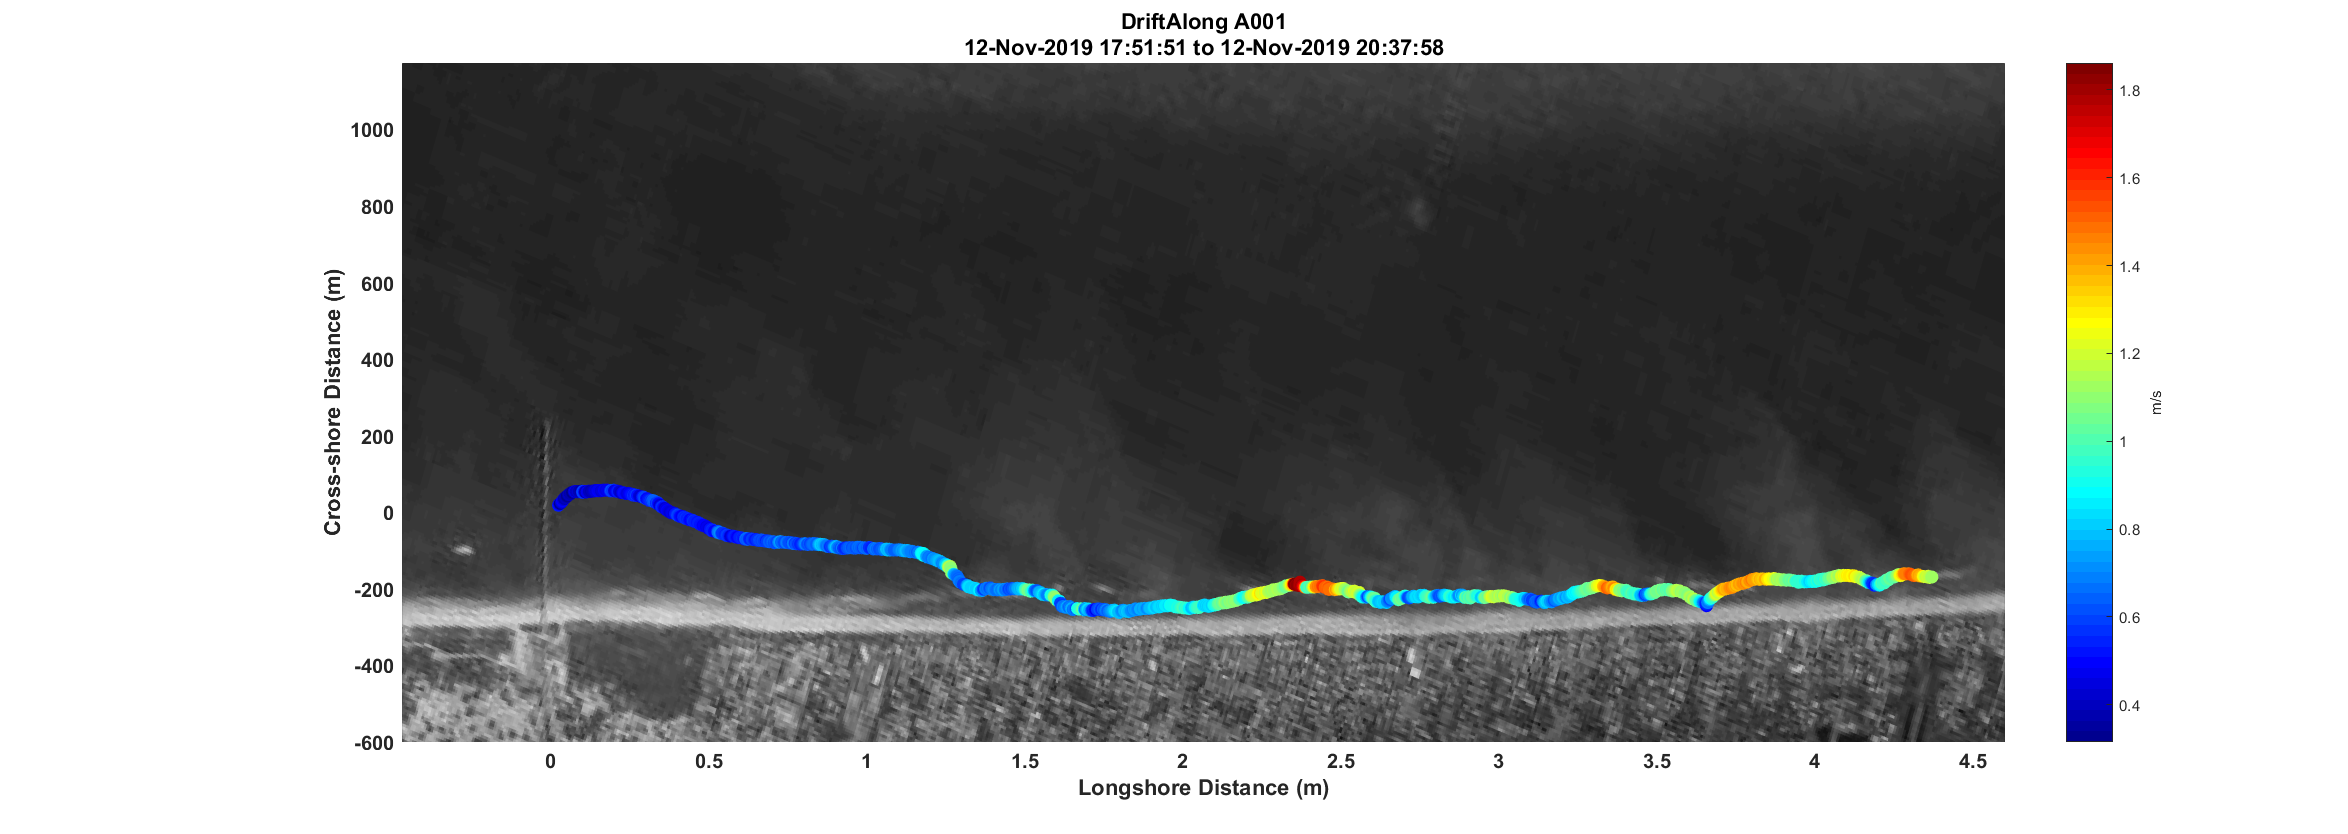 DriftAlong A001
12-Nov-2019 17:51:51 to 12-Nov-2019 20:37:58
Cross-shore Distance (m)
1000
800
600
400
200
0
-200
-400
-600
0 0.5 1 1.5 2 2.5 3 3.5 4 4.5
Longshore Distance (m)
1.8
1.6
1.4
1.2
1
0.8
0.6
0.4
m/s